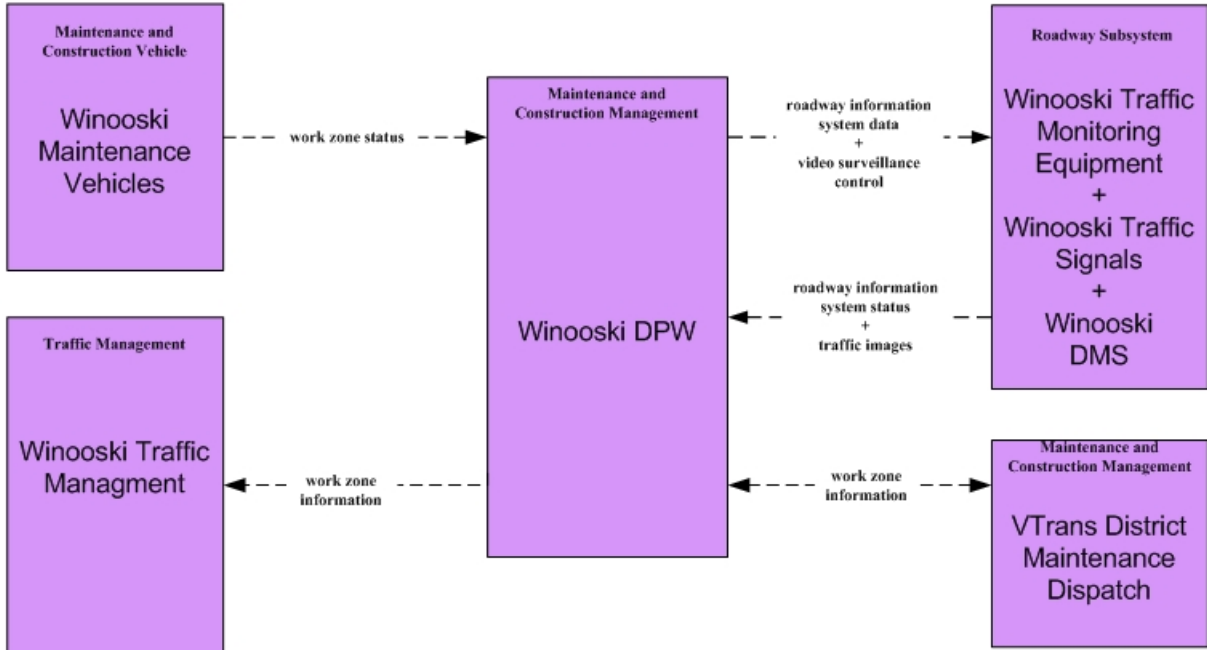 Maintenance and
Construction Vehicle
Winooski
Maintenance
Vehicles
work zone status
Traffic Management
Winooski Traffic
Managment
work zone
information
Maintenance and
Construction Management
Winooski DPW
roadway information
system data
+
video surveillance
control
roadway information
system status
+
traffic images
work zone
information
Roadway Subsystem
Winooski Traffic
Monitoring
Equipment
+
Winooski Traffic
Signals
+
Winooski
DMS
Maintenance and
Construction Management
VTrans District
Maintenance
Dispatch